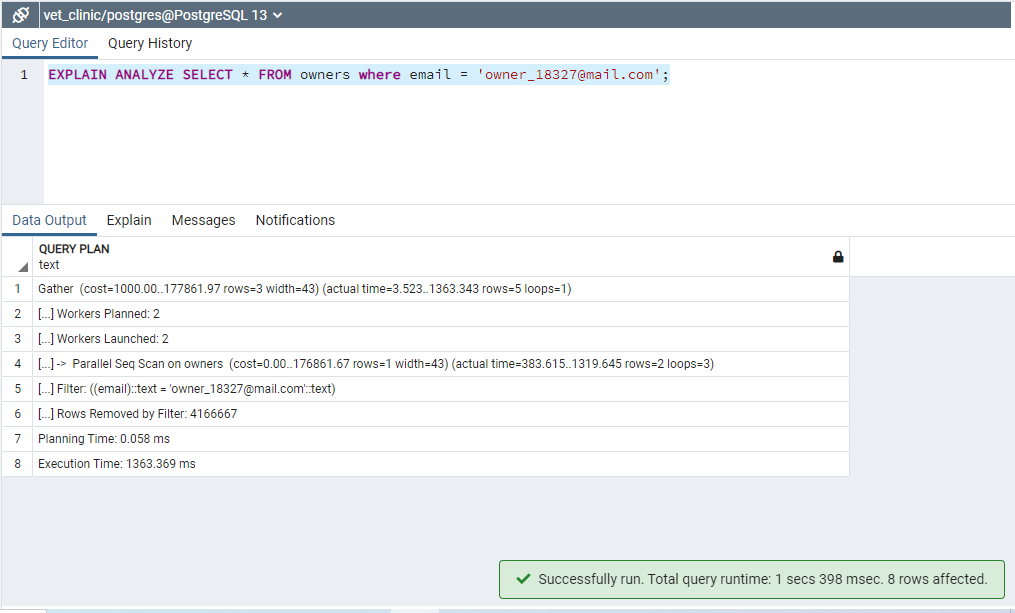 vet_clinic/postgres@PostgreSQL 13
Query Editor Query History
1 EXPLAIN ANALYZE SELECT * FROM owners where email = 'owner_18327@mail.com';
Data Output Explain Messages Notifications
QUERY PLAN
text
1 Gather (cost=1000.00..177861.97 rows=3 width=43) (actual time=3.523..1363.343 rows=5 loops=1)
2 [...] Workers Planned: 2
3 [...] Workers Launched: 2
4 [...] -> Parallel Seq Scan on owners (cost=0.00..176861.67 rows=1 width=43) (actual time=383.615..1319.645 rows=2 loops=3)
5 [...] Filter: ((email)::text = 'owner_18327@mail.com'::text)
6 [...] Rows Removed by Filter: 4166667
7 Planning Time: 0.058 ms
8 Execution Time: 1363.369 ms
Successfully run. Total query runtime: 1 secs 398 msec. 8 rows affected.